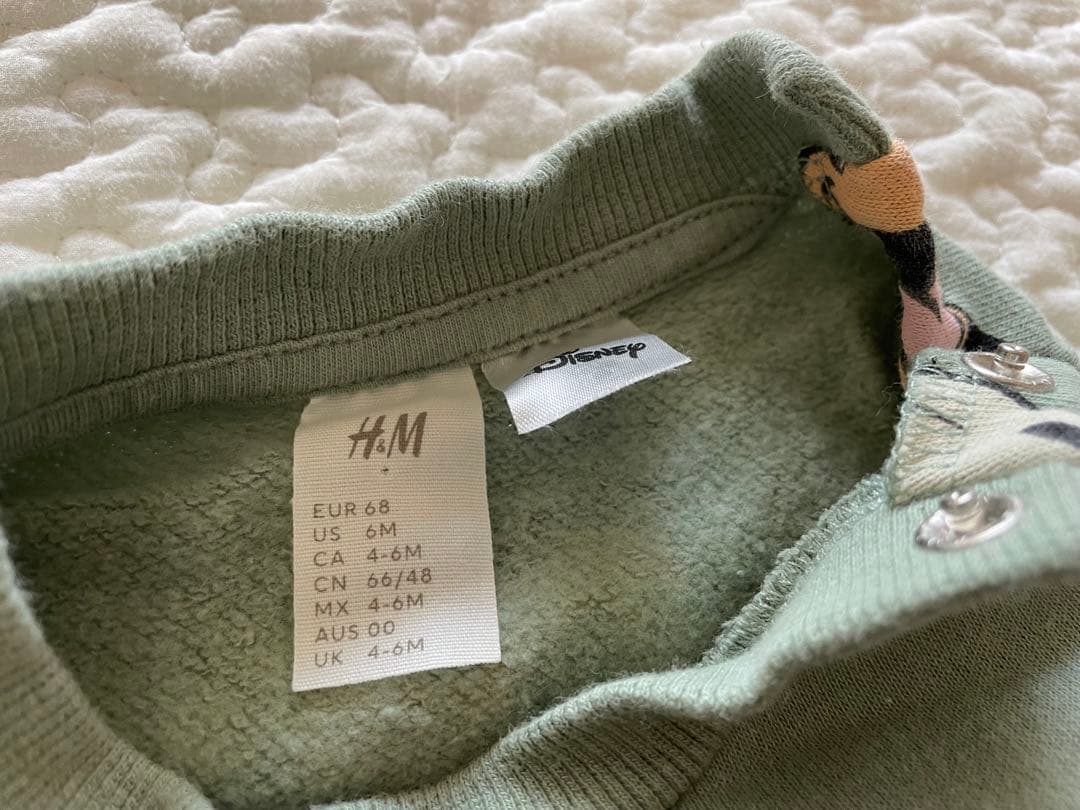 H&M
EUR 68
US 6M
CA 4-6M
CN 66/48
MX 4-6M
AUS 00
UK 4-6M
Disney